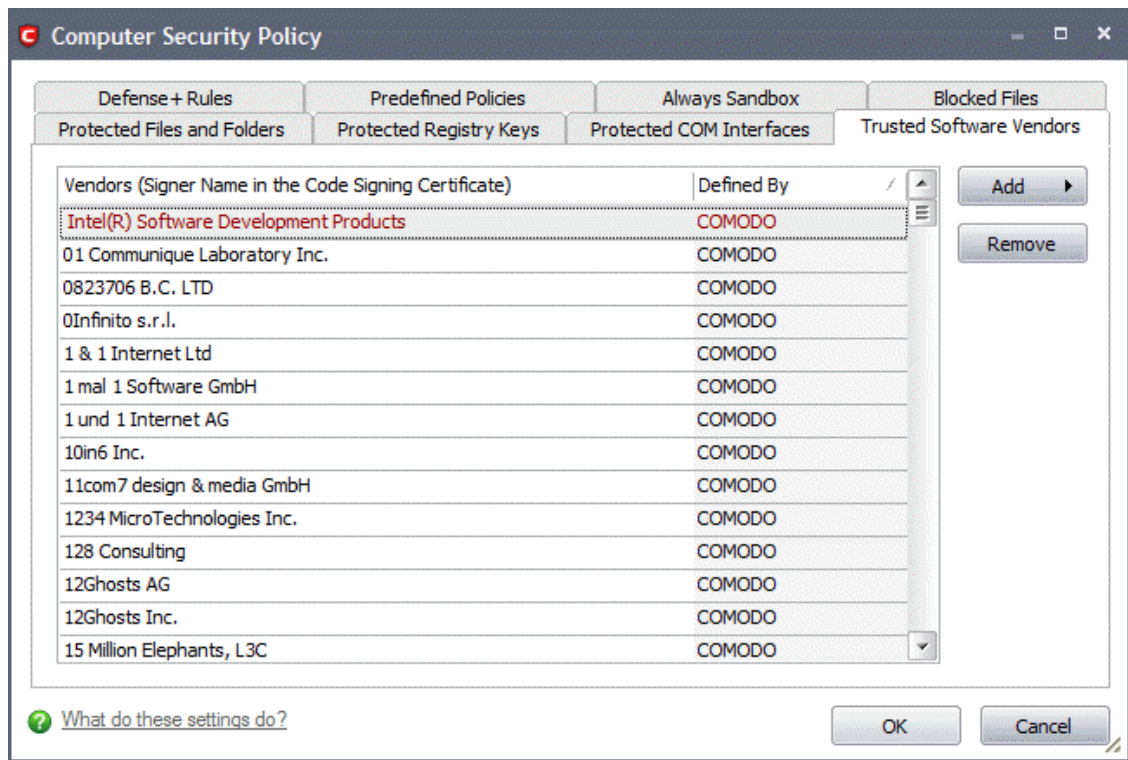 Computer Security Policy
Defense+ Rules Predefined Policies Always Sandbox Blocked Files
Protected Files and Folders Protected Registry Keys Protected COM Interfaces Trusted Software Vendors
Vendors (Signer Name in the Code Signing Certificate) Defined By
Add
Intel(R) Software Development Products COMODO
Remove
01 Communique Laboratory Inc. COMODO
0823706 B.C. LTD COMODO
0Infinito s.r.l. COMODO
1 & 1 Internet Ltd COMODO
1 mal 1 Software GmbH COMODO
1 und 1 Internet AG COMODO
10in6 Inc. COMODO
11com7 design & media GmbH COMODO
1234 MicroTechnologies Inc. COMODO
128 Consulting COMODO
12Ghosts AG COMODO
12Ghosts Inc. COMODO
15 Million Elephants, L3C COMODO
What do these settings do?
OK Cancel